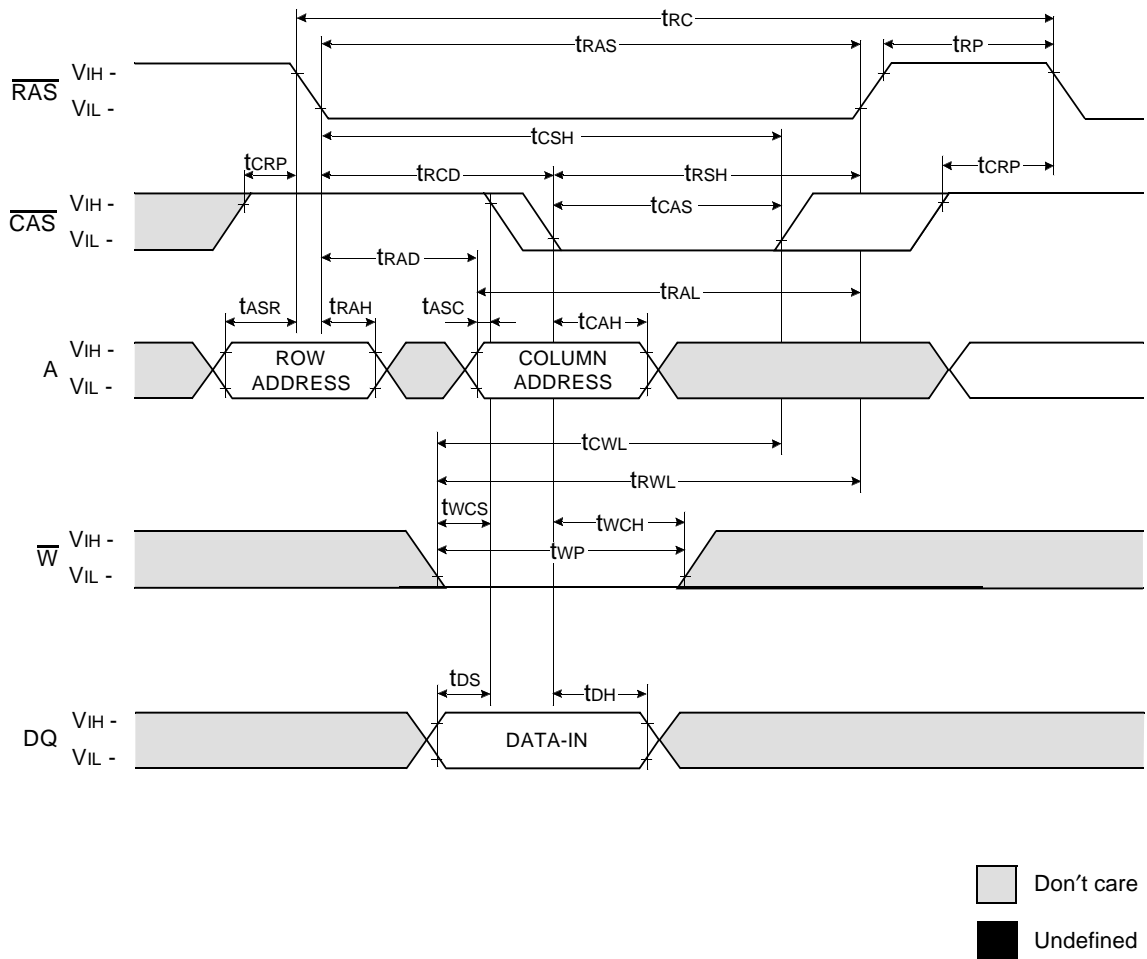 tRC
tRAS
tRP
RAS
VIH -
VIL -
tCSH
tCRP
tRCD
tRSH
tCRP
CAS
VIH -
VIL -
tCAS
tRAD
tRAL
tASR
tRAH
tASC
tCAH
A
VIH -
VIL -
ROW
ADDRESS
COLUMN
ADDRESS
tCWL
tRWL
tWCS
tWCH
W
VIH -
VIL -
tWP
tDS
tDH
DQ
VIH -
VIL -
DATA-IN
Don′t care
Undefined